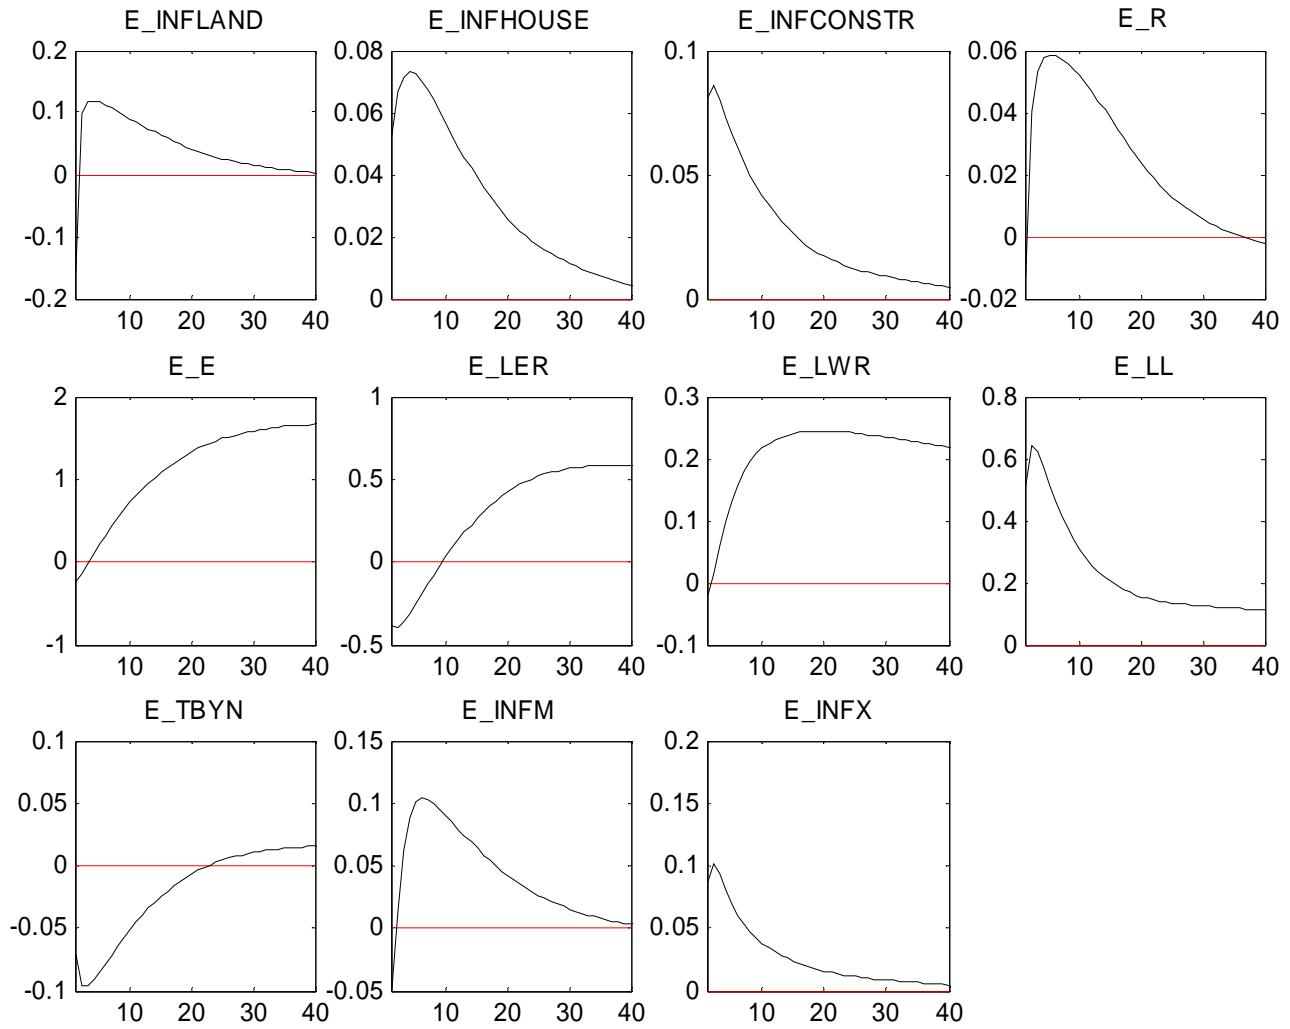 E_INFLAND E_INFHOUSE E_INFCONSTR E_R
0.2 0.08 0.1 0.06
0.1 0.06 0.04
0 0.04 0.05 0.02
-0.1 0.02 0
-0.2 0 0 -0.02
10 20 30 40 10 20 30 40 10 20 30 40 10 20 30 40
E_E E_LER E_LWR E_LL
2 1 0.3 0.8
1 0.5 0.2 0.6
0 0 0.1 0.4
0 0.2
-1 -0.5 -0.1 0
10 20 30 40 10 20 30 40 10 20 30 40 10 20 30 40
E_TBYN E_INFM E_INFX
0.1 0.15 0.2
0.05 0.1 0.15
0 0.05 0.1
-0.05 0 0.05
-0.1 -0.05 0
10 20 30 40 10 20 30 40 10 20 30 40